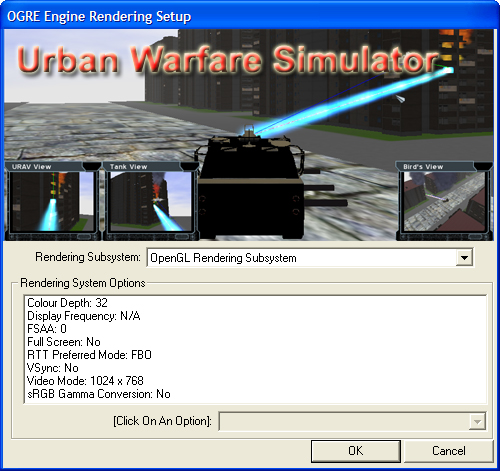 OGRE Engine Rendering Setup
Urban Warfare Simulator
URAV View
Tank View
Bird's View
Rendering Subsystem: OpenGL Rendering Subsystem
Rendering System Options
Colour Depth: 32
Display Frequency: N/A
FSAA: 0
Full Screen: No
RTT Preferred Mode: FBO
VSync: No
Video Mode: 1024 x 768
sRGB Gamma Conversion: No
[Click On An Option]:
OK
Cancel